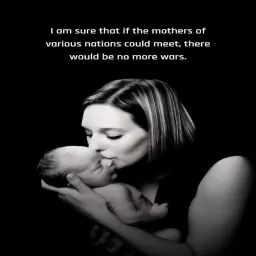 I am sure that if the mothers of
various nations could meet, there
would be no more wars.